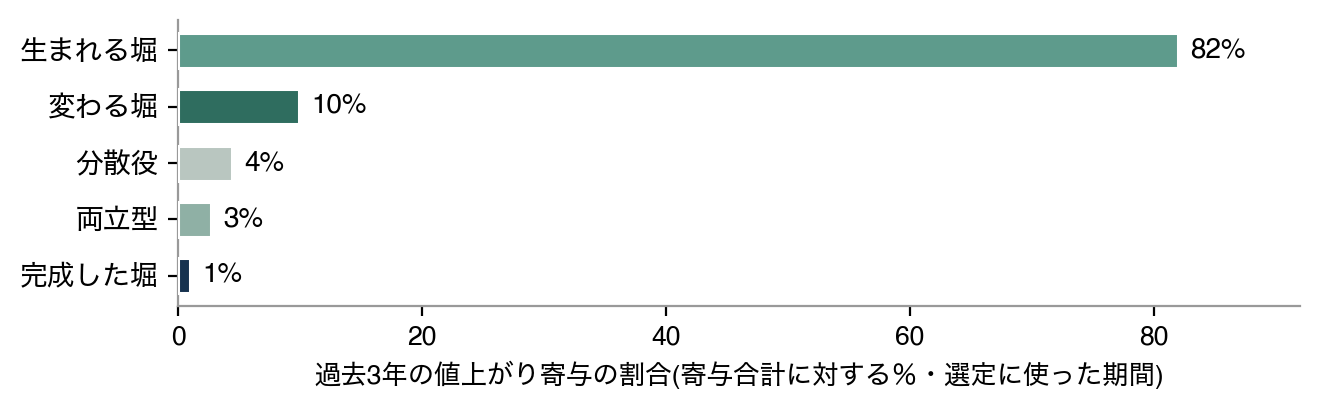 生まれる堀 82%
変わる堀 10%
分散役 4%
両立型 3%
完成した堀 1%
0 20 40 60 80
過去3年の値上がり寄与の割合(寄与合計に対する%・選定に使った期間)